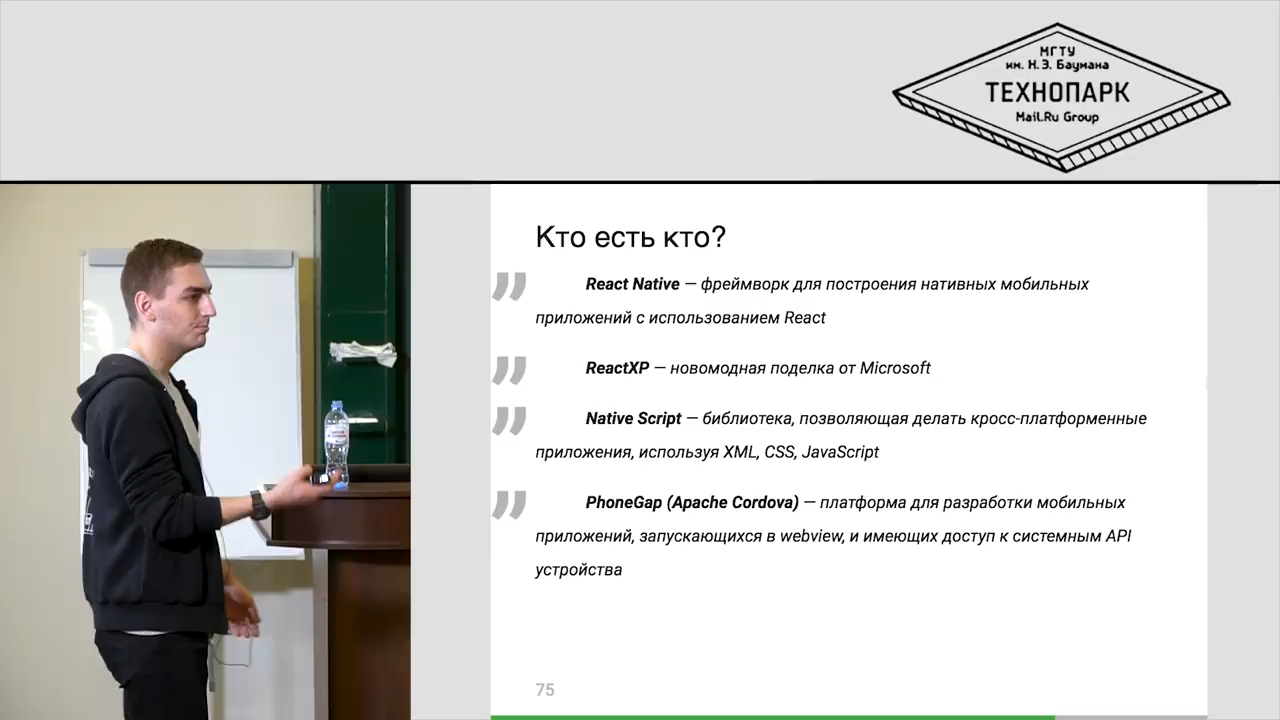 МГТУ
им. Н.Э. Баумана
ТЕХНОПАРК
Mail.Ru Group
Кто есть кто?
React Native — фреймворк для построения нативных мобильных
приложений с использованием React
ReactXP — новомодная поделка от Microsoft
Native Script — библиотека, позволяющая делать кросс-платформенные
приложения, используя XML, CSS, JavaScript
PhoneGap (Apache Cordova) — платформа для разработки мобильных
приложений, запускающихся в webview, и имеющих доступ к системным API
устройства
75